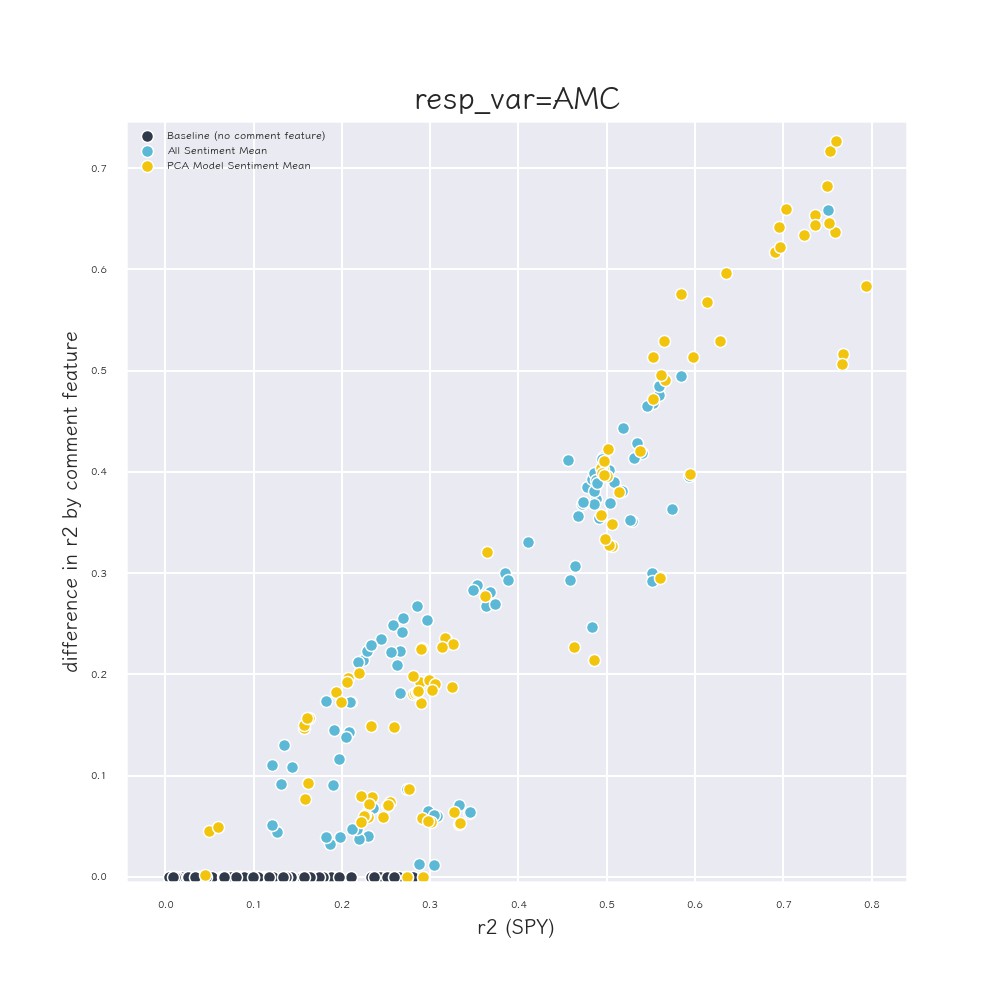 resp_var=AMC
Baseline (no comment feature)
All Sentiment Mean
PCA Model Sentiment Mean
difference in r2 by comment feature
0.7
0.6
0.5
0.4
0.3
0.2
0.1
0.0
0.0 0.1 0.2 0.3 0.4 0.5 0.6 0.7 0.8
r2 (SPY)